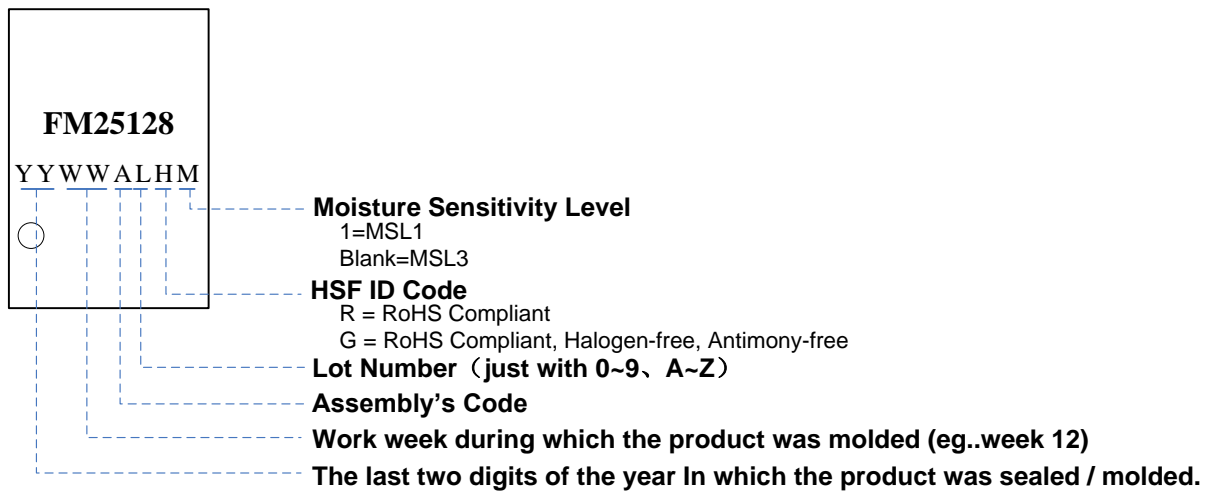 FM25128
YYWWALHM
Moisture Sensitivity Level
1=MSL1
Blank=MSL3
HSF ID Code
R = RoHS Compliant
G = RoHS Compliant, Halogen-free, Antimony-free
Lot Number（just with 0~9、A~Z）
Assembly's Code
Work week during which the product was molded (eg..week 12)
The last two digits of the year In which the product was sealed / molded.